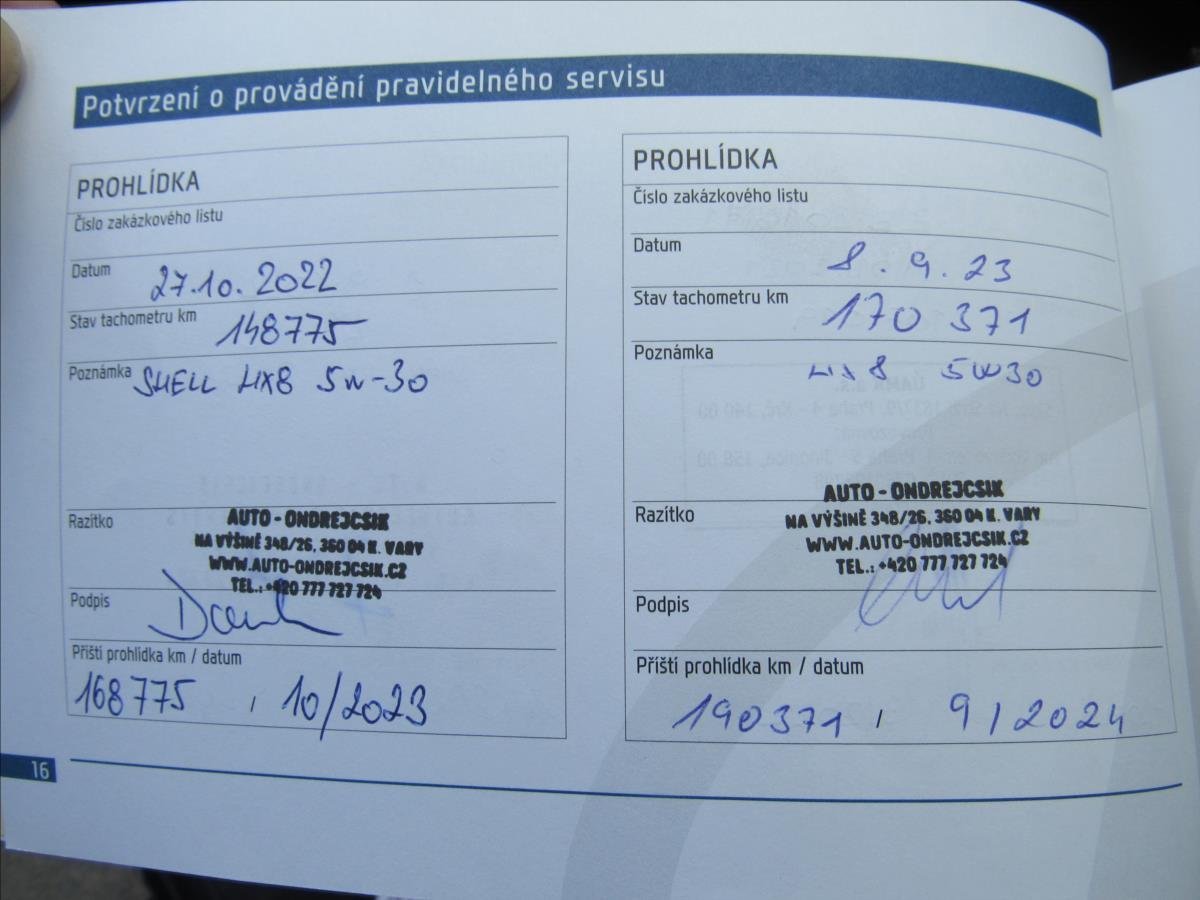 Potvrzení o provádění pravidelného servisu
PROHLÍDKA
Číslo zakázkového listu
Datum 27.10.2022
Stav tachometru km 148775
Poznámka SHELL HX8 5W-30
Razítko
AUTO - ONDREJCSIK
NA VÝŠINĚ 348/26, 360 04 K. VARY
WWW.AUTO-ONDREJCSIK.CZ
TEL.: +420 777 727 724
Podpis
Příští prohlídka km / datum
168775 / 10/2023
PROHLÍDKA
Číslo zakázkového listu
Datum 8.9.23
Stav tachometru km 170 371
Poznámka HX8 5W30
Razítko
AUTO - ONDREJCSIK
NA VÝŠINĚ 348/26, 360 04 K. VARY
WWW.AUTO-ONDREJCSIK.CZ
TEL.: +420 777 727 724
Podpis
Příští prohlídka km / datum
190371 / 9/2024
16